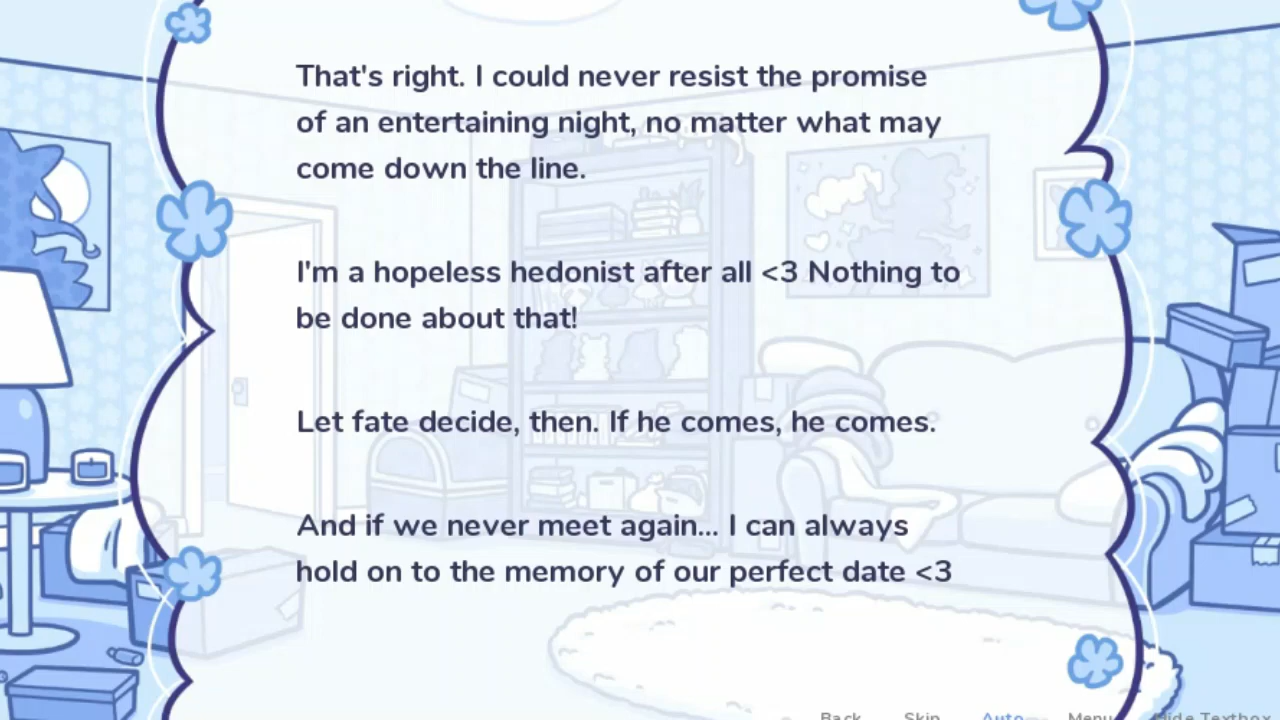 That's right. I could never resist the promise
of an entertaining night, no matter what may
come down the line.
I'm a hopeless hedonist after all <3 Nothing to
be done about that!
Let fate decide, then. If he comes, he comes.
And if we never meet again... I can always
hold on to the memory of our perfect date <3
Back Skip Auto Menu Hide Textbox